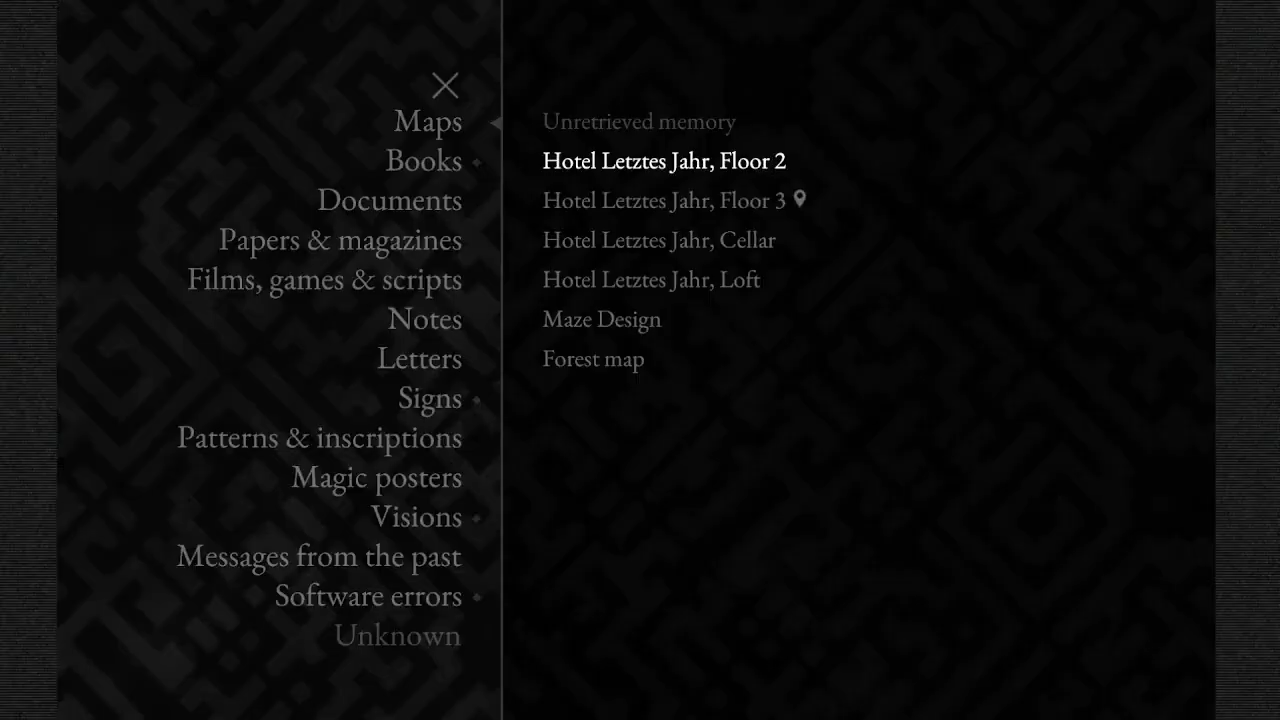 Maps
Books
Documents
Papers & magazines
Films, games & scripts
Notes
Letters
Signs
Patterns & inscriptions
Magic posters
Visions
Messages from the past
Software errors
Unknown
Unretrieved memory
Hotel Letztes Jahr, Floor 2
Hotel Letztes Jahr, Floor 3
Hotel Letztes Jahr, Cellar
Hotel Letztes Jahr, Loft
Maze Design
Forest map